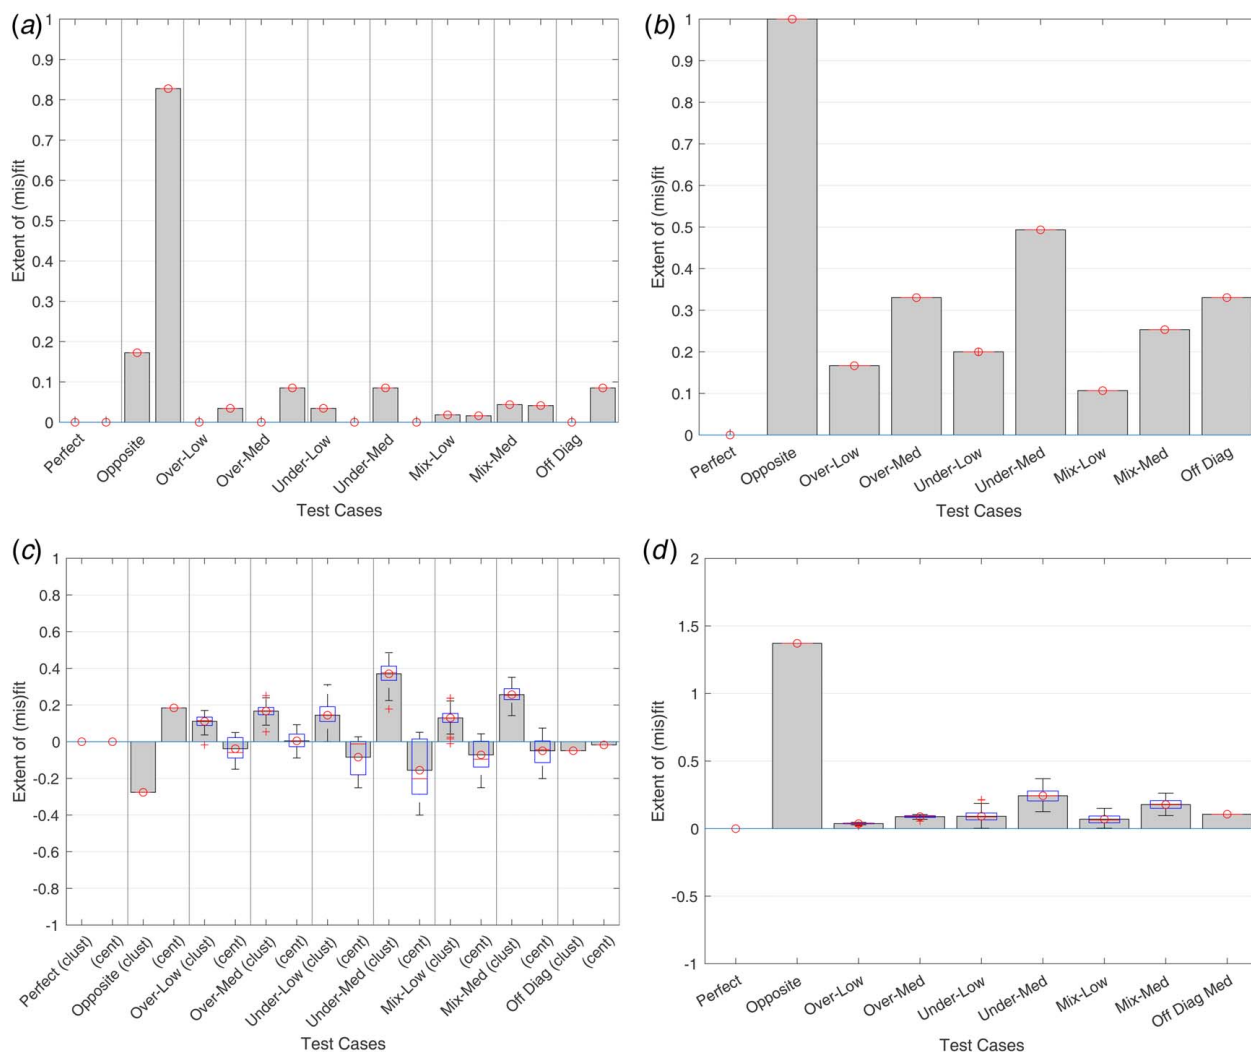 (a)
Extent of (mis)fit
1
0.9
0.8
0.7
0.6
0.5
0.4
0.3
0.2
0.1
0
Perfect
Opposite
Over-Low
Over-Med
Under-Low
Under-Med
Mix-Low
Mix-Med
Off Diag
Test Cases
(b)
Extent of (mis)fit
1
0.9
0.8
0.7
0.6
0.5
0.4
0.3
0.2
0.1
0
Perfect
Opposite
Over-Low
Over-Med
Under-Low
Under-Med
Mix-Low
Mix-Med
Off Diag
Test Cases
(c)
Extent of (mis)fit
1
0.8
0.6
0.4
0.2
0
-0.2
-0.4
-0.6
-0.8
-1
Perfect (clust)
(cent)
Opposite (clust)
(cent)
Over-Low (clust)
(cent)
Over-Med (clust)
(cent)
Under-Low (clust)
(cent)
Under-Med (clust)
(cent)
Mix-Low (clust)
(cent)
Mix-Med (clust)
(cent)
Off Diag (clust)
(cent)
Test Cases
(d)
Extent of (mis)fit
2
1.5
1
0.5
0
-0.5
-1
Perfect
Opposite
Over-Low
Over-Med
Under-Low
Under-Med
Mix-Low
Mix-Med
Off Diag Med
Test Cases